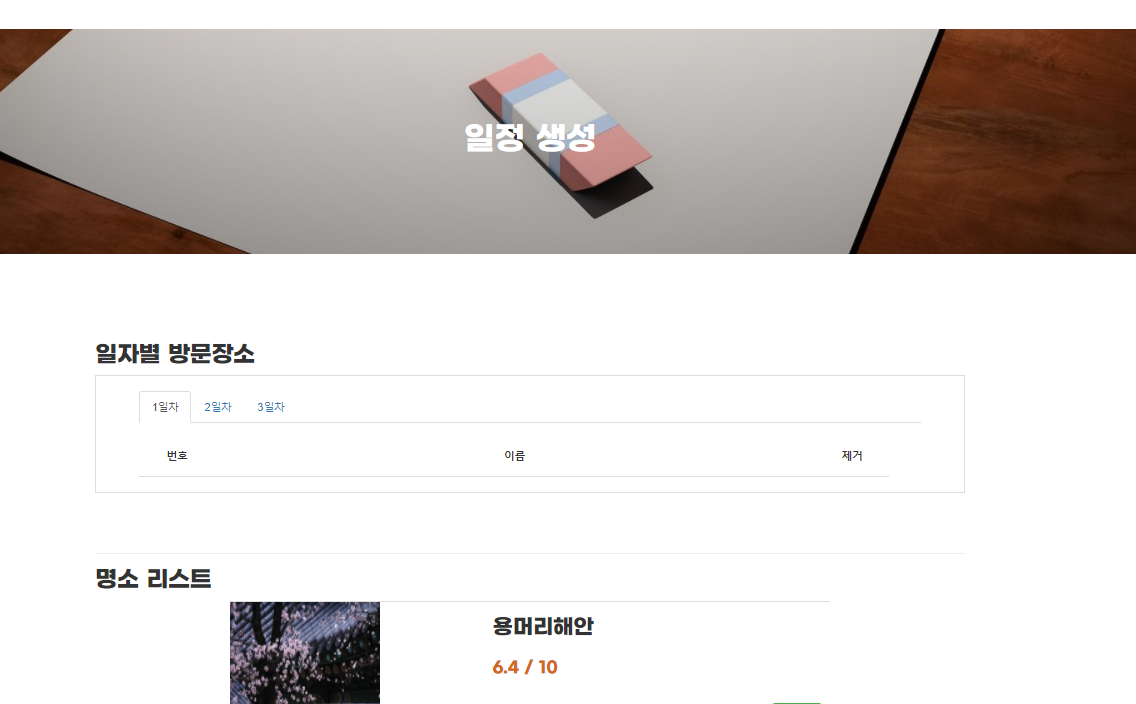 일정 생성
일자별 방문장소
1일차 2일차 3일차
번호 이름 제거
명소 리스트
용머리해안
6.4 / 10